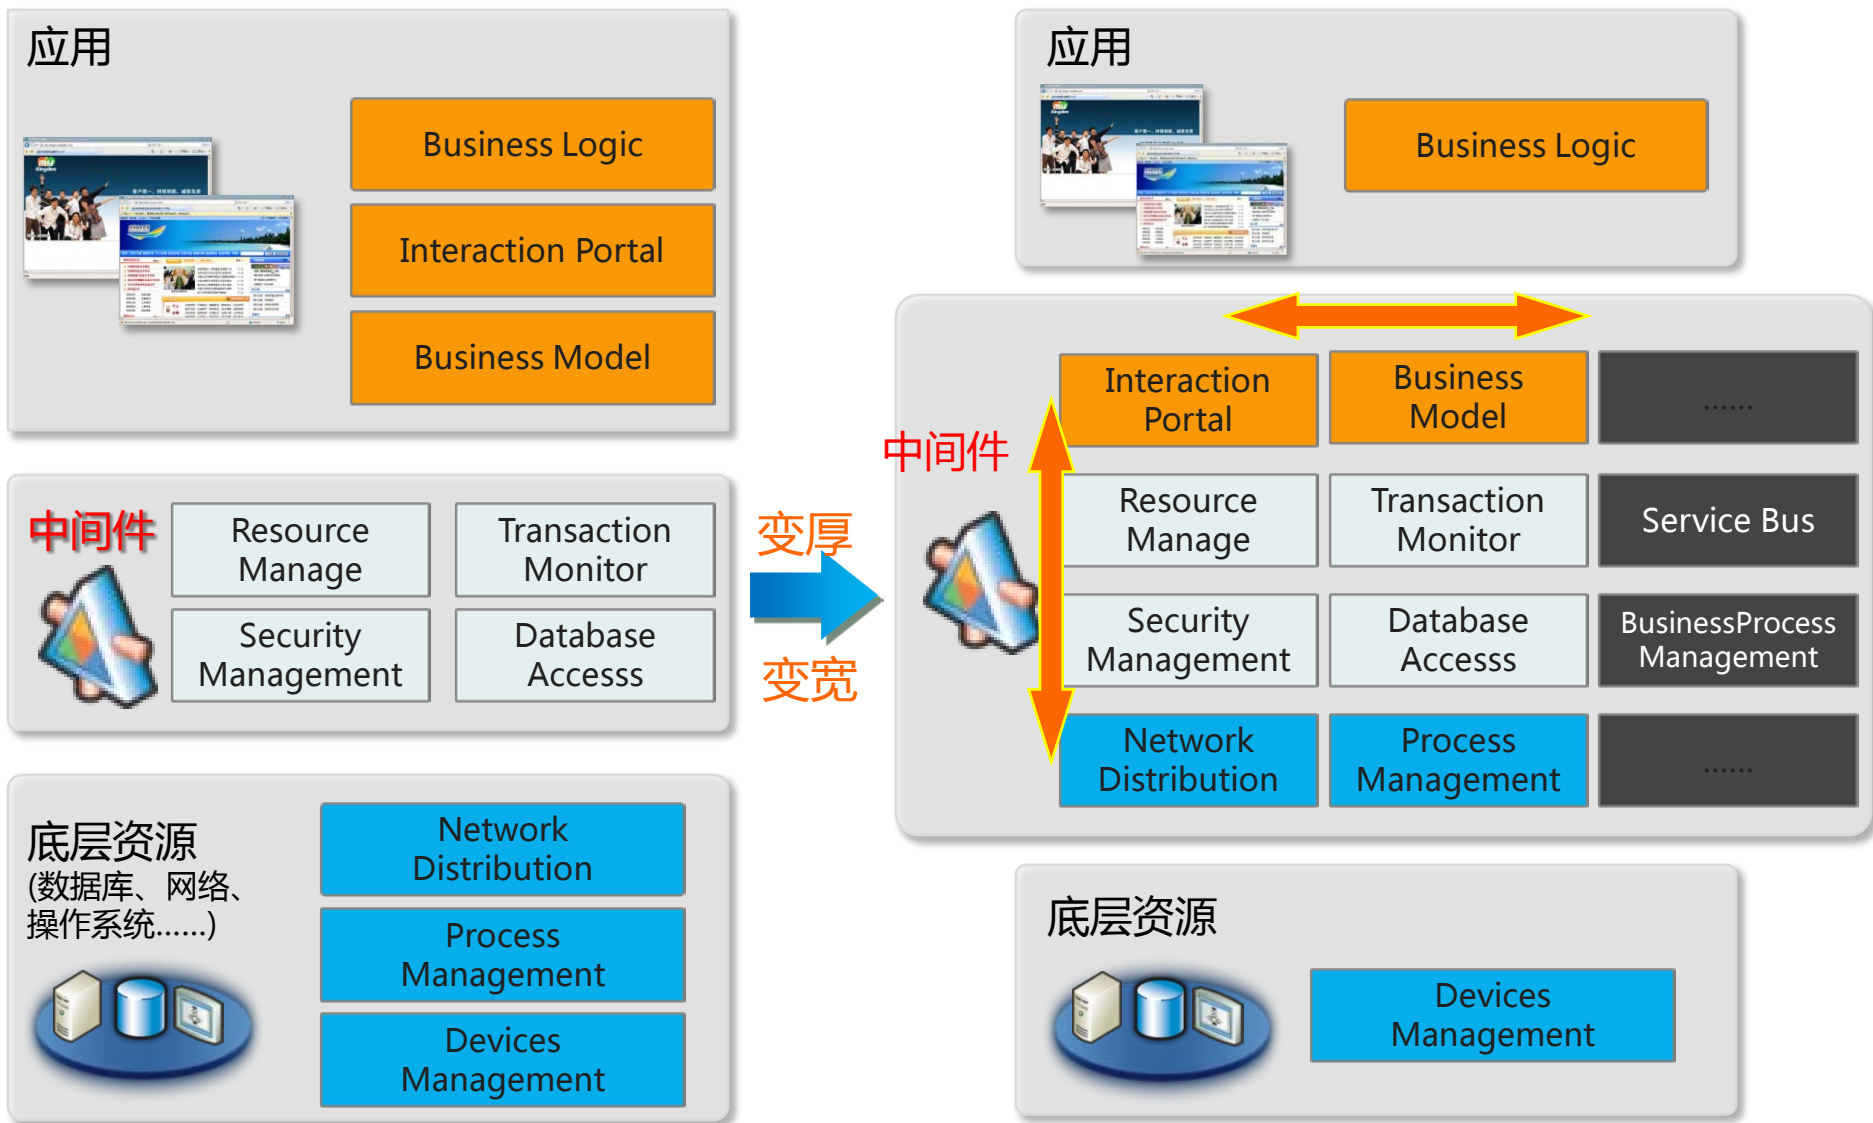 应用
Business Logic
Interaction Portal
Business Model
中间件
Resource
Manage
Transaction
Monitor
Security
Management
Database
Accesss
底层资源
(数据库、网络、
操作系统......)
Network
Distribution
Process
Management
Devices
Management
变厚
变宽
应用
Business Logic
中间件
Interaction
Portal
Business
Model
......
Resource
Manage
Transaction
Monitor
Service Bus
Security
Management
Database
Accesss
BusinessProcess
Management
Network
Distribution
Process
Management
......
底层资源
Devices
Management